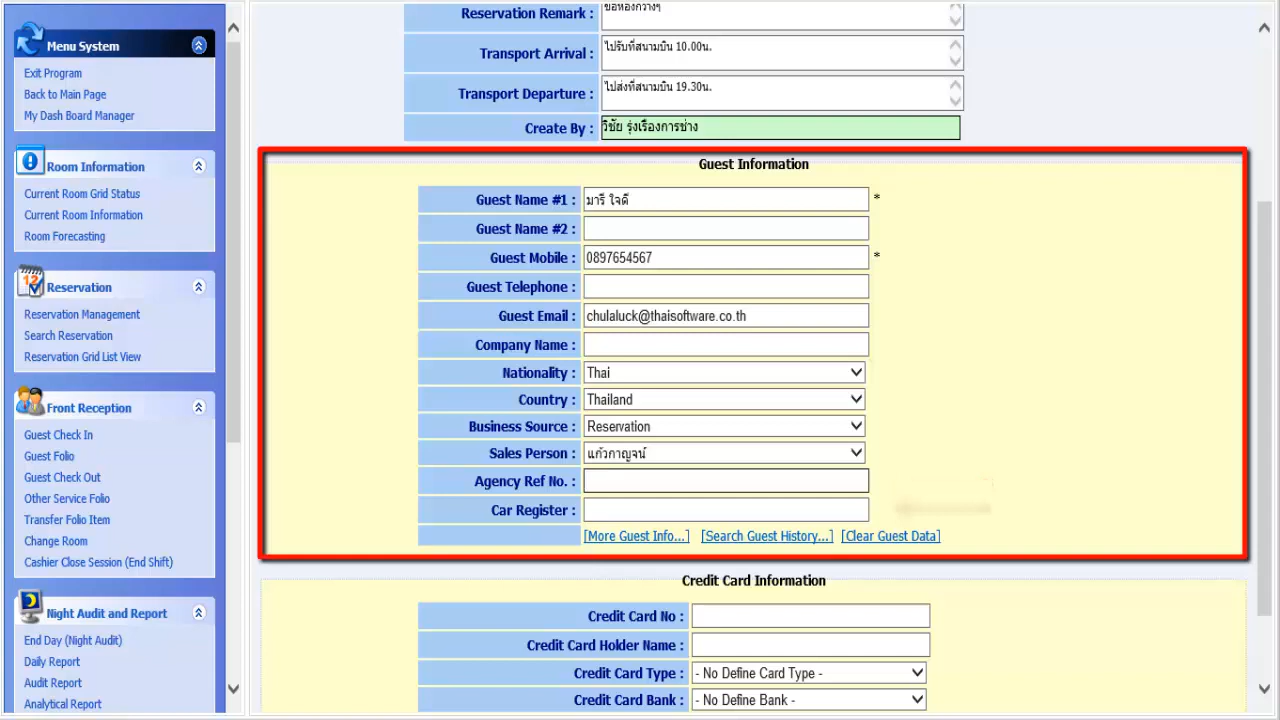 Menu System
Exit Program
Back to Main Page
My Dash Board Manager
Room Information
Current Room Grid Status
Current Room Information
Room Forecasting
Reservation
Reservation Management
Search Reservation
Reservation Grid List View
Front Reception
Guest Check In
Guest Folio
Guest Check Out
Other Service Folio
Transfer Folio Item
Change Room
Cashier Close Session (End Shift)
Night Audit and Report
End Day (Night Audit)
Daily Report
Audit Report
Analytical Report
Reservation Remark : ขอห้องกว้างๆ
Transport Arrival : ไปรับที่สนามบิน 10.00น.
Transport Departure : ไปส่งที่สนามบิน 19.30น.
Create By : วิชัย รุ่งเรืองการช่าง
Guest Information
Guest Name #1 : มารี ใจดี *
Guest Name #2 :
Guest Mobile : 0897654567 *
Guest Telephone :
Guest Email : chulaluck@thaisoftware.co.th
Company Name :
Nationality : Thai
Country : Thailand
Business Source : Reservation
Sales Person : แก้วกาญจน์
Agency Ref No. :
Car Register :
[More Guest Info...] [Search Guest History...] [Clear Guest Data]
Credit Card Information
Credit Card No :
Credit Card Holder Name :
Credit Card Type : - No Define Card Type -
Credit Card Bank : - No Define Bank -